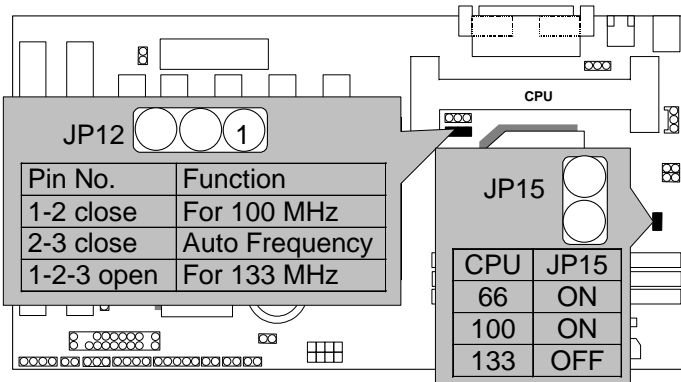 CPU
JP12 1
Pin No. Function
1-2 close For 100 MHz
2-3 close Auto Frequency
1-2-3 open For 133 MHz
JP15
CPU JP15
66 ON
100 ON
133 OFF